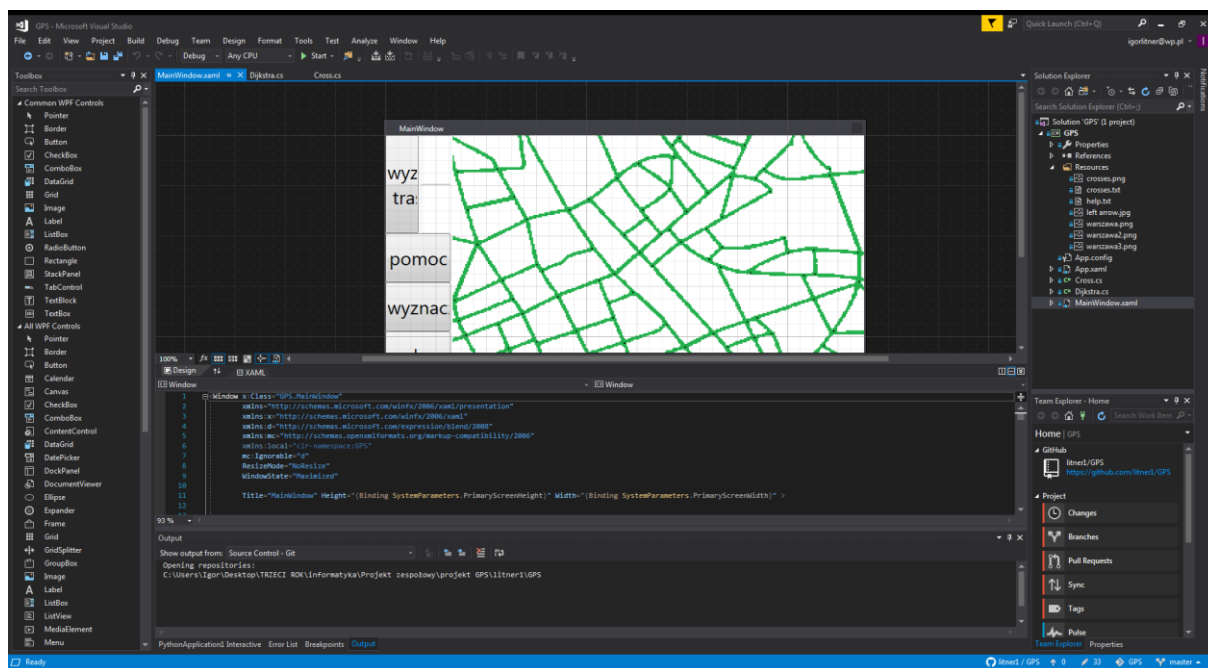 GPS - Microsoft Visual Studio
Quick Launch (Ctrl+Q)
File Edit View Project Build Debug Team Design Format Tools Test Analyze Window Help
igorlitner@wp.pl
Debug Any CPU Start
Toolbox
Search Toolbox
Common WPF Controls
Pointer
Border
Button
CheckBox
ComboBox
DataGrid
Grid
Image
Label
ListBox
RadioButton
Rectangle
StackPanel
TabControl
TextBlock
TextBox
All WPF Controls
Pointer
Border
Button
Calendar
Canvas
CheckBox
ComboBox
ContentControl
DataGrid
DatePicker
DockPanel
DocumentViewer
Ellipse
Expander
Frame
Grid
GridSplitter
GroupBox
Image
Label
ListBox
ListView
MediaElement
Menu
MainWindow.xaml Dijkstra.cs Cross.cs
MainWindow
wyz
tra
pomoc
wyznac
100% fx
Design XAML
Window Window
1 <Window x:Class="GPS.MainWindow"
2 xmlns="http://schemas.microsoft.com/winfx/2006/xaml/presentation"
3 xmlns:x="http://schemas.microsoft.com/winfx/2006/xaml"
4 xmlns:d="http://schemas.microsoft.com/expression/blend/2008"
5 xmlns:mc="http://schemas.openxmlformats.org/markup-compatibility/2006"
6 xmlns:local="clr-namespace:GPS"
7 mc:Ignorable="d"
8 ResizeMode="NoResize"
9 WindowState="Maximized"
10
11 Title="MainWindow" Height="{Binding SystemParameters.PrimaryScreenHeight}" Width="{Binding SystemParameters.PrimaryScreenWidth}" >
12
93 %
Output
Show output from: Source Control - Git
Opening repositories:
C:\Users\Igor\Desktop\TRZECI ROK\informatyka\Projekt zespołowy\projekt GPS\litner1\GPS
PythonApplication1 Interactive Error List Breakpoints Output
Solution Explorer
Search Solution Explorer (Ctrl+;)
Solution 'GPS' (1 project)
GPS
Properties
References
Resources
crosses.png
crosses.txt
help.txt
left arrow.jpg
warszawa.png
warszawa2.png
warszawa3.png
App.config
App.xaml
Cross.cs
Dijkstra.cs
MainWindow.xaml
Notifications
Team Explorer - Home
Search Work Item
Home | GPS
GitHub
litner1/GPS
https://github.com/litner1/GPS
Project
Changes
Branches
Pull Requests
Sync
Tags
Pulse
Team Explorer Properties
Ready
litner1 / GPS 0 33 GPS master